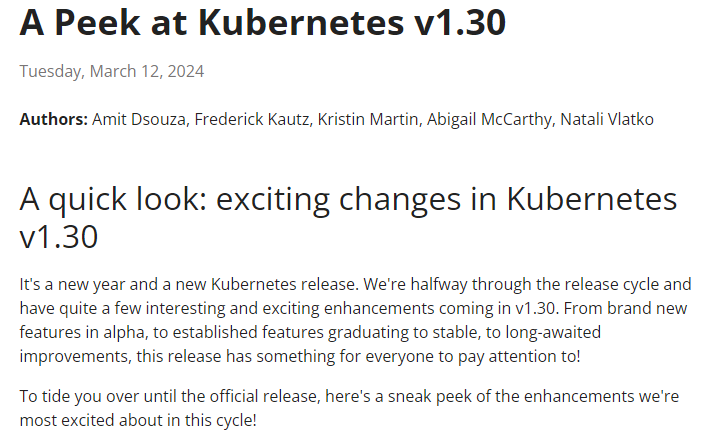 A Peek at Kubernetes v1.30
Tuesday, March 12, 2024
Authors: Amit Dsouza, Frederick Kautz, Kristin Martin, Abigail McCarthy, Natali Vlatko
A quick look: exciting changes in Kubernetes
v1.30
It's a new year and a new Kubernetes release. We're halfway through the release cycle and
have quite a few interesting and exciting enhancements coming in v1.30. From brand new
features in alpha, to established features graduating to stable, to long-awaited
improvements, this release has something for everyone to pay attention to!
To tide you over until the official release, here's a sneak peek of the enhancements we're
most excited about in this cycle!